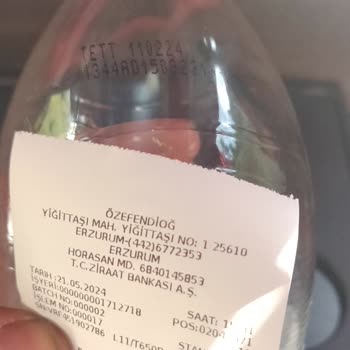 TETT 110224
ÖZEFENDİOĞ
YİĞİTTAŞI MAH. YİĞİTTAŞI NO: 1 25610
ERZURUM-(442)6772353
ERZURUM
HORASAN MD. 6840145853
T.C.ZİRAAT BANKASI A.Ş.
TARİH :21.05.2024 SAAT:
İŞYERİ:000000001712718
BATCH NO:000002
İŞLEM NO:000017